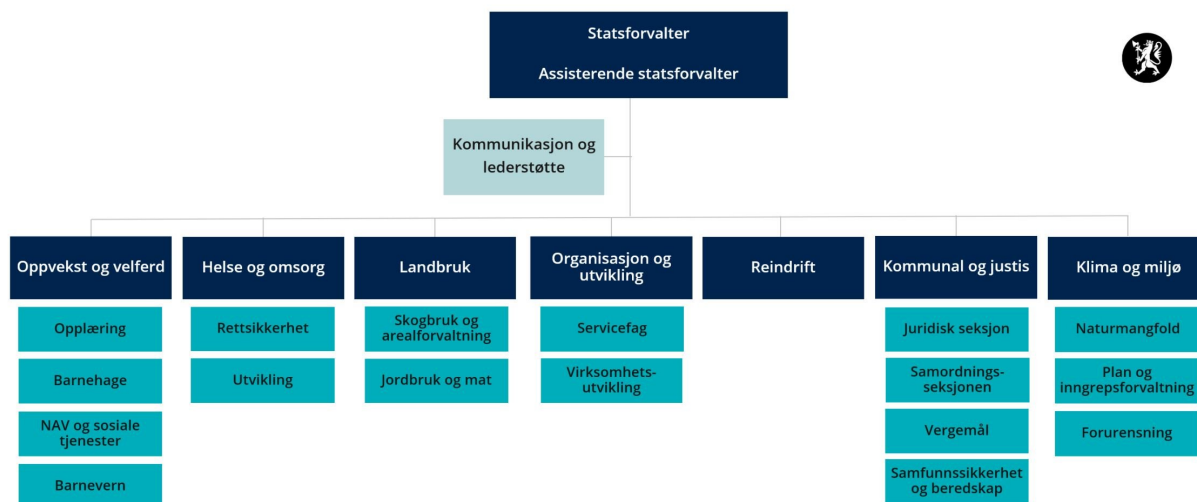 Statsforvalter
Assisterende statsforvalter
Kommunikasjon og
lederstøtte
Oppvekst og velferd
Helse og omsorg
Landbruk
Organisasjon og
utvikling
Reindrift
Kommunal og justis
Klima og miljø
Opplæring
Barnehage
NAV og sosiale
tjenester
Barnevern
Rettsikkerhet
Utvikling
Skogbruk og
arealforvaltning
Jordbruk og mat
Servicefag
Virksomhets-
utvikling
Juridisk seksjon
Samordnings-
seksjonen
Vergemål
Samfunnssikkerhet
og beredskap
Naturmangfold
Plan og
inngrepsforvaltning
Forurensning